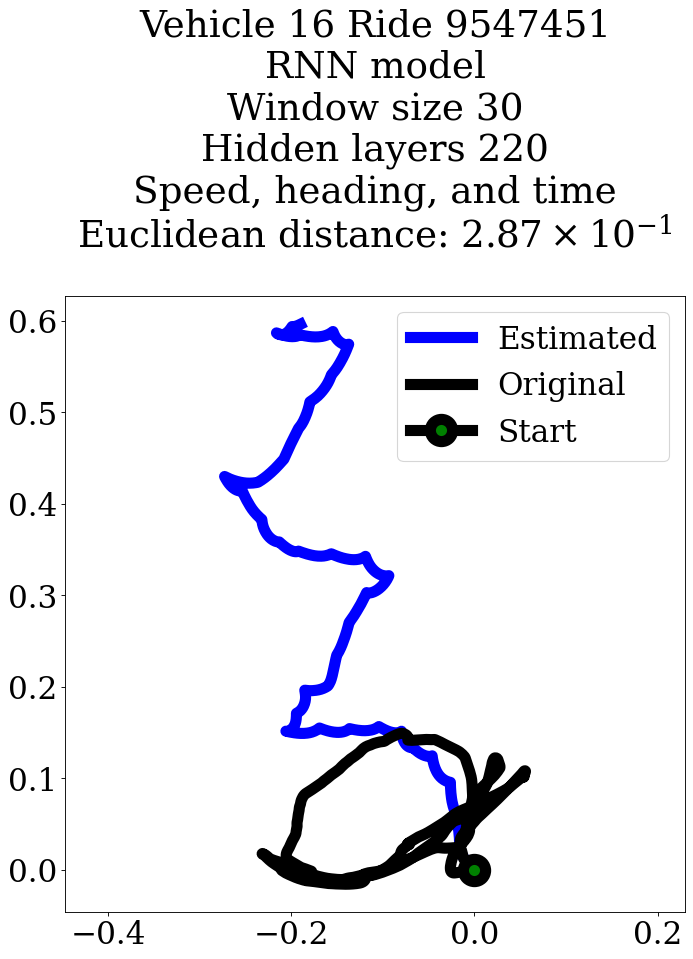 Vehicle 16 Ride 9547451
RNN model
Window size 30
Hidden layers 220
Speed, heading, and time
Euclidean distance: 2.87 × 10⁻¹
Estimated
Original
Start
0.6
0.5
0.4
0.3
0.2
0.1
0.0
−0.4 −0.2 0.0 0.2